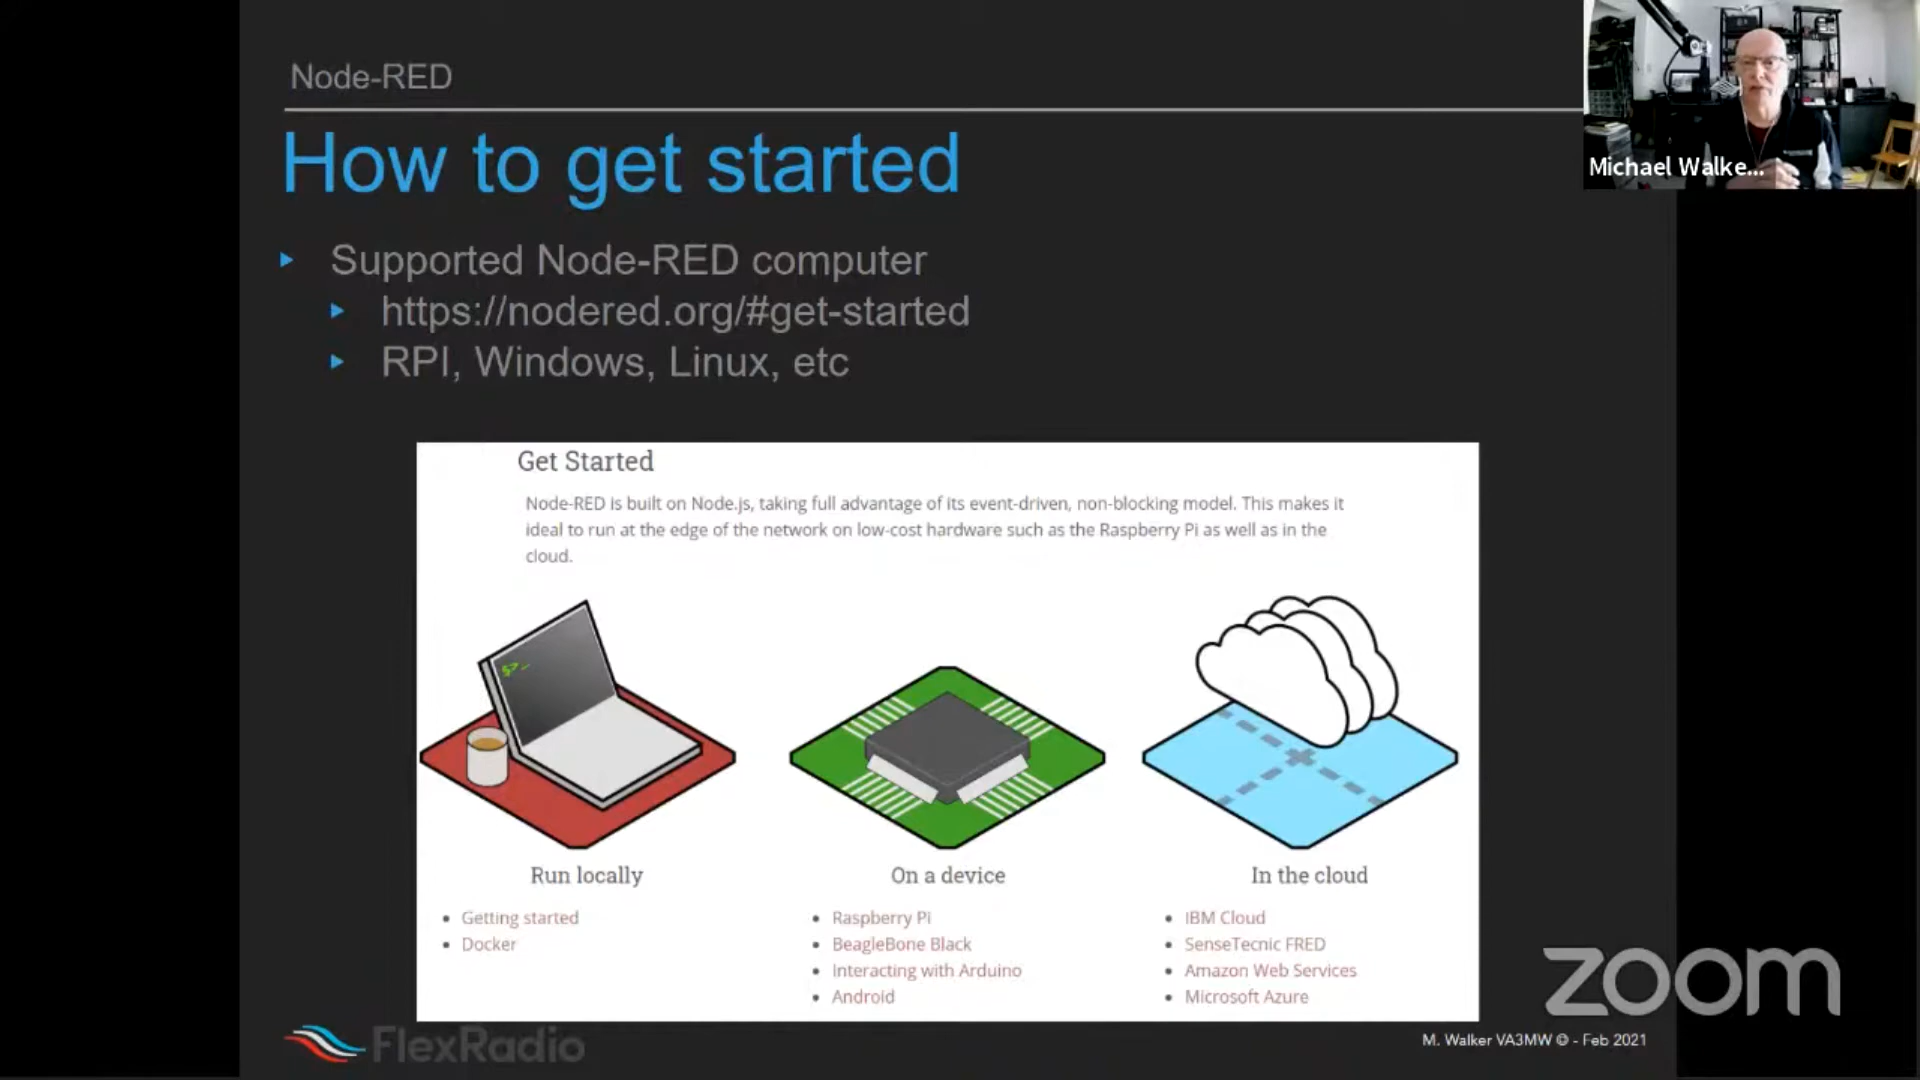 Node-RED
Michael Walke...
How to get started
Supported Node-RED computer
https://nodered.org/#get-started
RPI, Windows, Linux, etc
Get Started
Node-RED is built on Node.js, taking full advantage of its event-driven, non-blocking model. This makes it
ideal to run at the edge of the network on low-cost hardware such as the Raspberry Pi as well as in the
cloud.
$>_
Run locally
Getting started
Docker
On a device
Raspberry Pi
BeagleBone Black
Interacting with Arduino
Android
In the cloud
IBM Cloud
SenseTecnic FRED
Amazon Web Services
Microsoft Azure
zoom
FlexRadio
M. Walker VA3MW © - Feb 2021